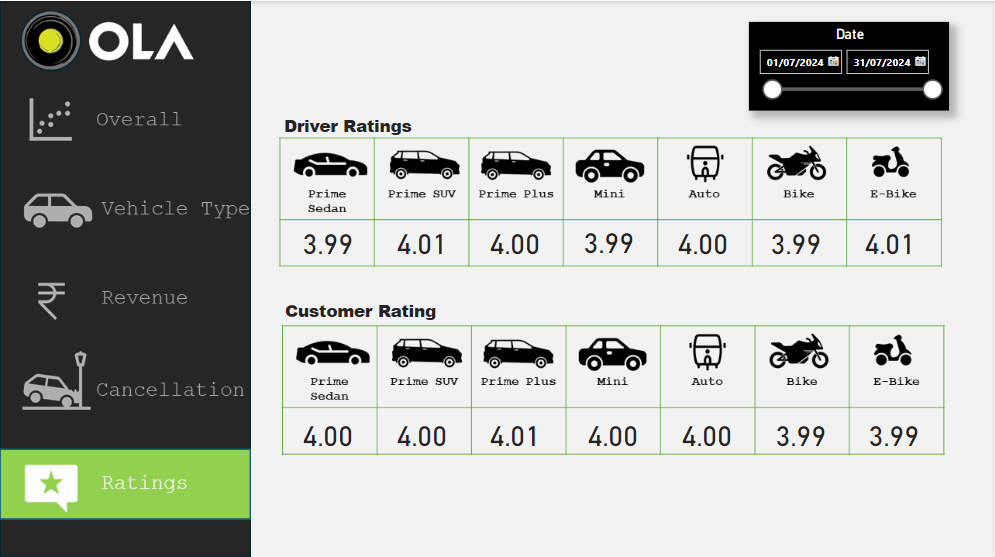 OLA
Overall
Vehicle Type
Revenue
Cancellation
Ratings
Date
01/07/2024 31/07/2024
Driver Ratings
Prime Sedan Prime SUV Prime Plus Mini Auto Bike E-Bike
3.99 4.01 4.00 3.99 4.00 3.99 4.01
Customer Rating
Prime Sedan Prime SUV Prime Plus Mini Auto Bike E-Bike
4.00 4.00 4.01 4.00 4.00 3.99 3.99